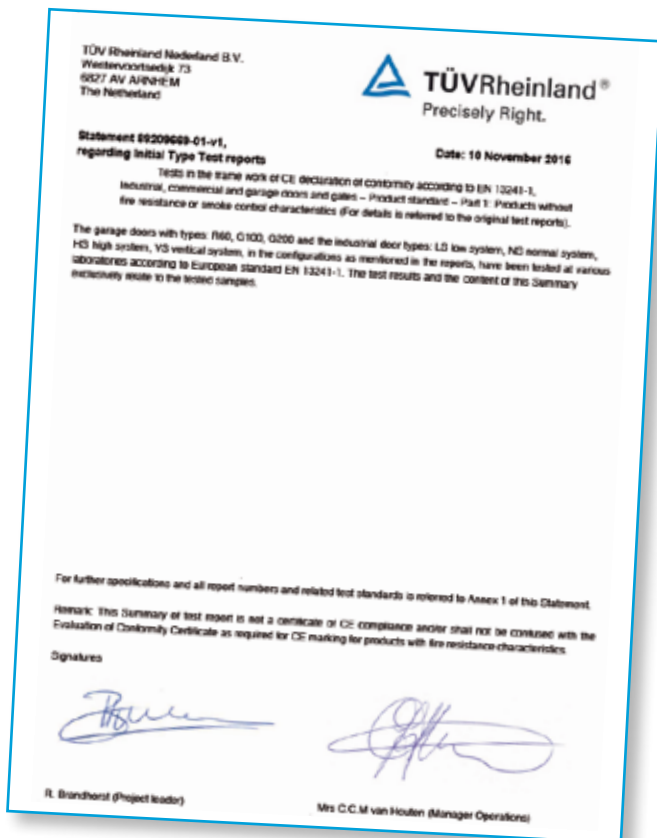 TÜV Rheinland Nederland B.V.
Westervoortsedijk 73
6827 AV ARNHEM
The Netherland
TÜVRheinland®
Precisely Right.
Statement 89209669-01-v1,
regarding Initial Type Test reports
Date: 10 November 2016
Tests in the frame work of CE declaration of conformity according to EN 13241-1,
Industrial, commercial and garage doors and gates – Product standard – Part 1: Products without
fire resistance or smoke control characteristics (For details is referred to the original test reports).
The garage doors with types: R60, G100, G200 and the industrial door types: LS low system, NS normal system,
HS high system, VS vertical system, in the configurations as mentioned in the reports, have been tested at various
laboratories according to European standard EN 13241-1. The test results and the content of this Summary
exclusively relate to the tested samples.
For further specifications and all report numbers and related test standards is referred to Annex 1 of this Statement.
Remark: This Summary of test report is not a certificate of CE compliance and/or shall not be confused with the
Evaluation of Conformity Certificate as required for CE marking for products with fire resistance characteristics.
Signatures
R. Brandhorst (Project leader)
Mrs C.C.M van Houten (Manager Operations)